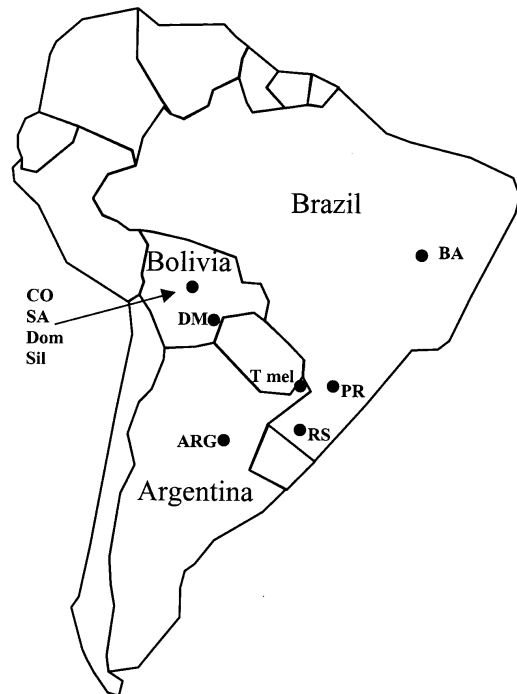 Brazil
BA
Bolivia
CO
SA
Dom
Sil
DM
T mel
PR
RS
ARG
Argentina